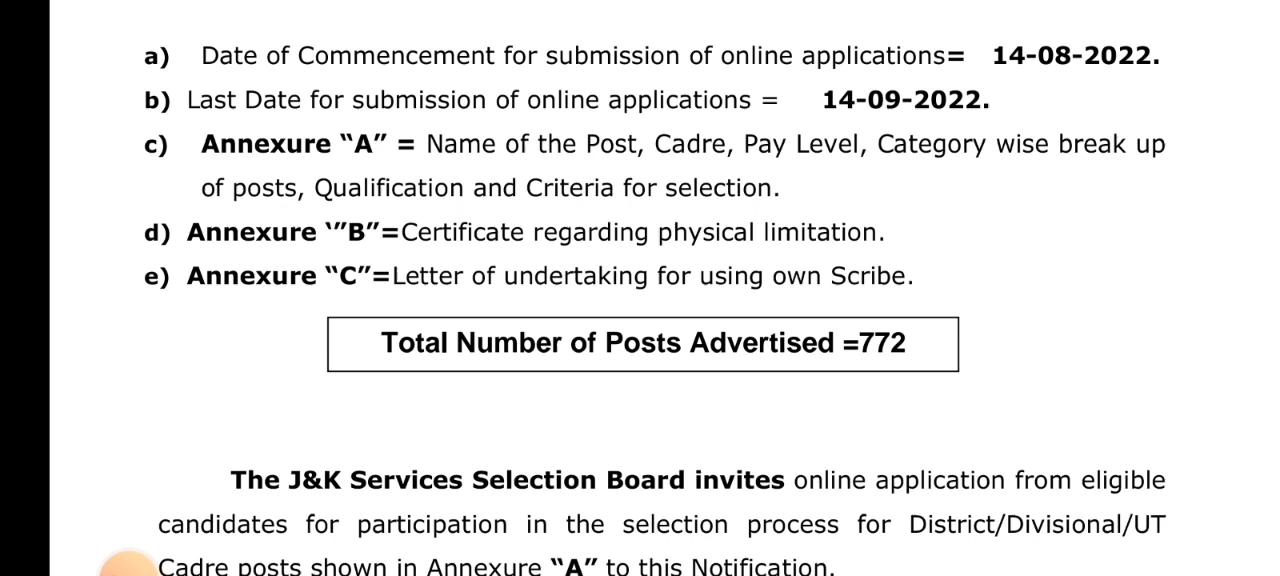 a) Date of Commencement for submission of online applications= 14-08-2022.
b) Last Date for submission of online applications = 14-09-2022.
c) Annexure “A” = Name of the Post, Cadre, Pay Level, Category wise break up
of posts, Qualification and Criteria for selection.
d) Annexure ‘”B”=Certificate regarding physical limitation.
e) Annexure “C”=Letter of undertaking for using own Scribe.
Total Number of Posts Advertised =772
The J&K Services Selection Board invites online application from eligible
candidates for participation in the selection process for District/Divisional/UT
Cadre posts shown in Annexure “A” to this Notification.